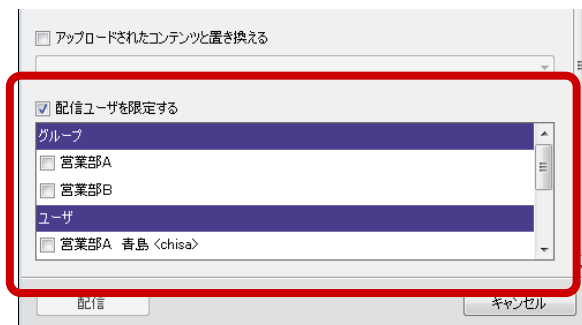 アップロードされたコンテンツと置き換える
配信ユーザを限定する
グループ
営業部A
営業部B
ユーザ
営業部A 青島 <chisa>
配信
キャンセル